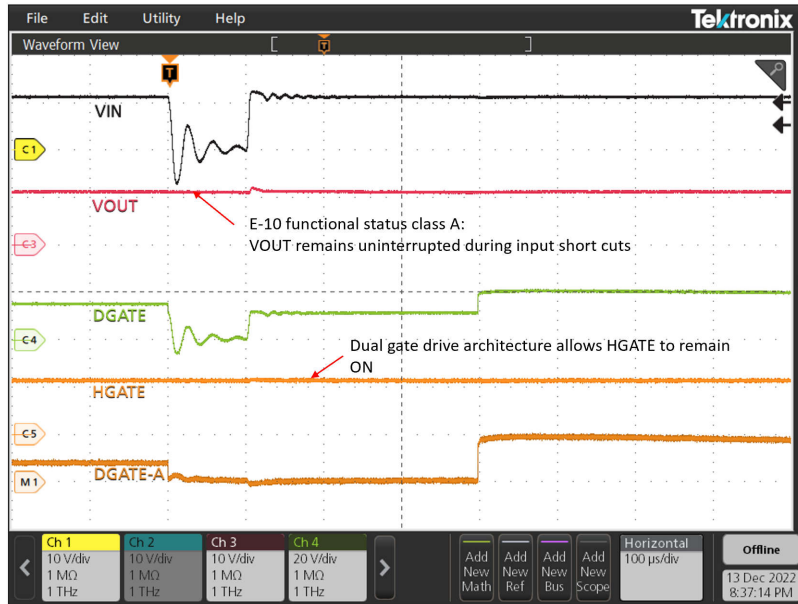 File Edit Utility Help Tektronix
Waveform View
T
T
VIN
C1
VOUT
E-10 functional status class A:
VOUT remains uninterrupted during input short cuts
C3
DGATE
C4
Dual gate drive architecture allows HGATE to remain
ON
HGATE
C5
DGATE-A
M1
Ch 1 Ch 2 Ch 3 Ch 4
10 V/div 10 V/div 10 V/div 20 V/div
1 MΩ 1 MΩ 1 MΩ 1 MΩ
1 THz 1 THz 1 THz 1 THz
Add New Math
Add New Ref
Add New Bus
Add New Scope
Horizontal
100 µs/div
Offline
13 Dec 2022
8:37:14 PM